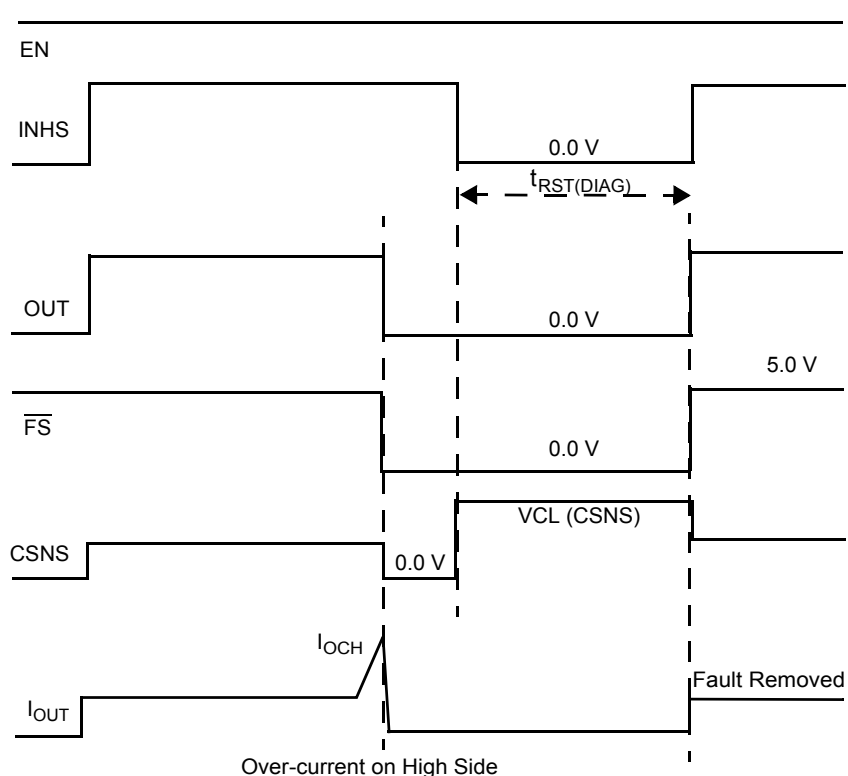 EN
INHS
0.0 V
tRST(DIAG)
OUT
0.0 V
5.0 V
FS
0.0 V
VCL (CSNS)
CSNS
0.0 V
IOCH
Fault Removed
IOUT
Over-current on High Side